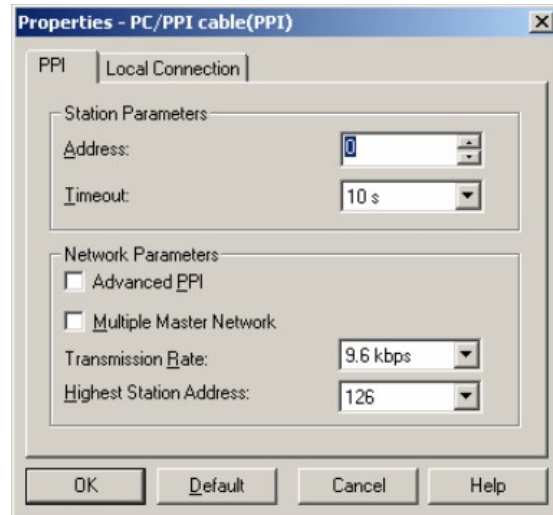 Properties - PC/PPI cable(PPI)
PPI Local Connection
Station Parameters
Address: 0
Timeout: 10 s
Network Parameters
Advanced PPI
Multiple Master Network
Transmission Rate: 9.6 kbps
Highest Station Address: 126
OK Default Cancel Help